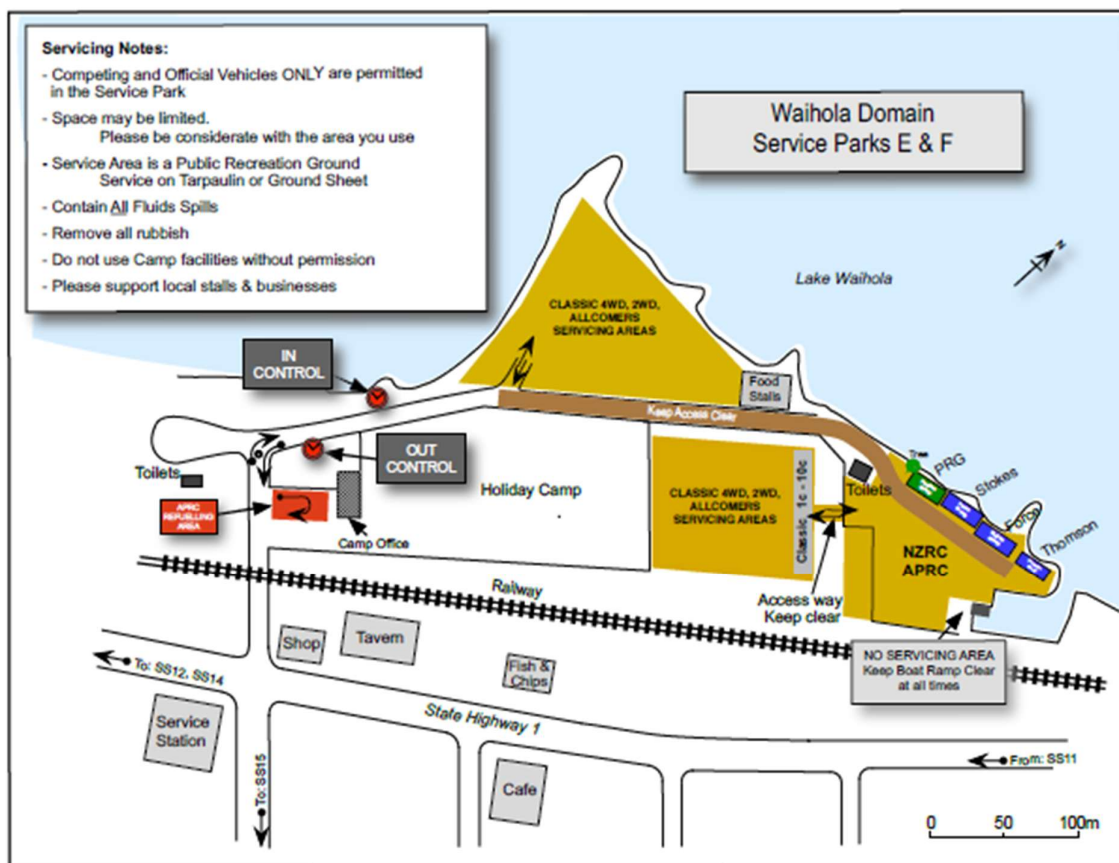 Servicing Notes:
- Competing and Official Vehicles ONLY are permitted
in the Service Park
- Space may be limited.
Please be considerate with the area you use
- Service Area is a Public Recreation Ground
Service on Tarpaulin or Ground Sheet
- Contain All Fluids Spills
- Remove all rubbish
- Do not use Camp facilities without permission
- Please support local stalls & businesses
Waihola Domain
Service Parks E & F
N
Lake Waihola
CLASSIC 4WD, 2WD,
ALLCOMERS
SERVICING AREAS
IN
CONTROL
Food
Stalls
Keep Access Clear
OUT
CONTROL
Toilets
APRC
REFUELLING
AREA
Camp Office
Holiday Camp
CLASSIC 4WD, 2WD,
ALLCOMERS
SERVICING AREAS
Classic 1c - 10c
Toilets
Tree
PRG
Stokes
Force
Thomson
NZRC
APRC
Access way
Keep clear
Railway
NO SERVICING AREA
Keep Boat Ramp Clear
at all times
Shop
Tavern
Fish &
Chips
To: SS12, SS14
Service
Station
State Highway 1
To: SS15
Cafe
From: SS11
0 50 100m